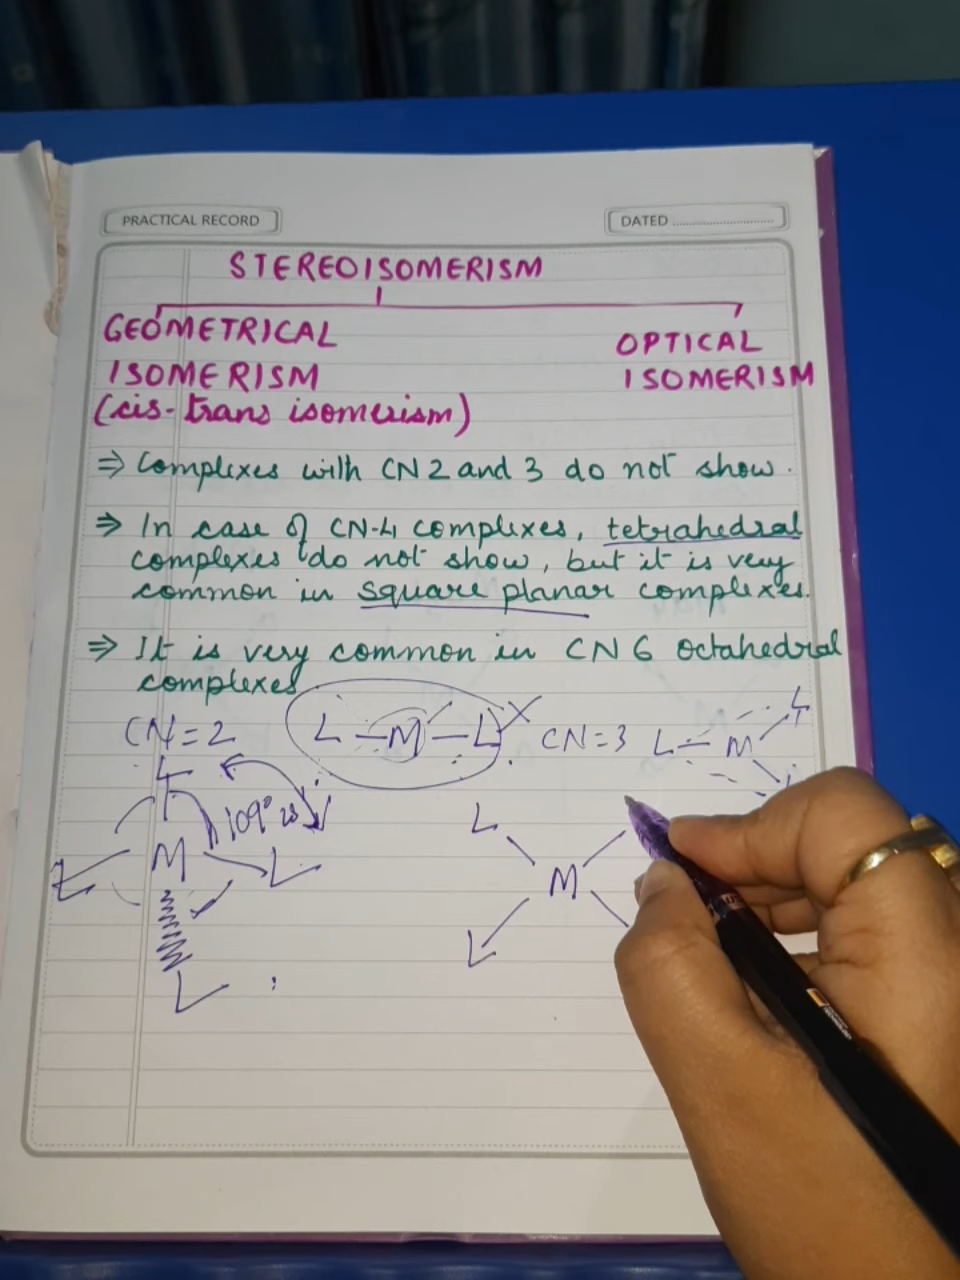 PRACTICAL RECORD
DATED
STEREOISOMERISM
GEOMETRICAL
ISOMERISM
(cis-trans isomerism)
OPTICAL
ISOMERISM
⇒ Complexes with CN 2 and 3 do not show.
⇒ In case of CN-4 complexes, tetrahedral
complexes do not show, but it is very
common in square planar complexes.
⇒ It is very common in CN 6 octahedral
complexes
CN=2
L — M — L X
CN=3
L — M
L
L
109° 28'
M
L
L
L
L
M
L